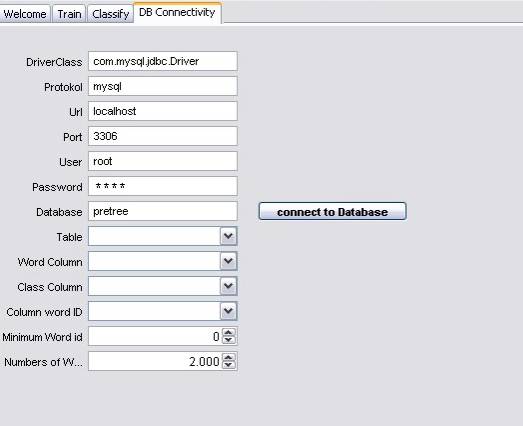 Welcome Train Classify DB Connectivity
DriverClass com.mysql.jdbc.Driver
Protokol mysql
Url localhost
Port 3306
User root
Password ****
Database pretree connect to Database
Table
Word Column
Class Column
Column word ID
Minimum Word id 0
Numbers of W... 2.000